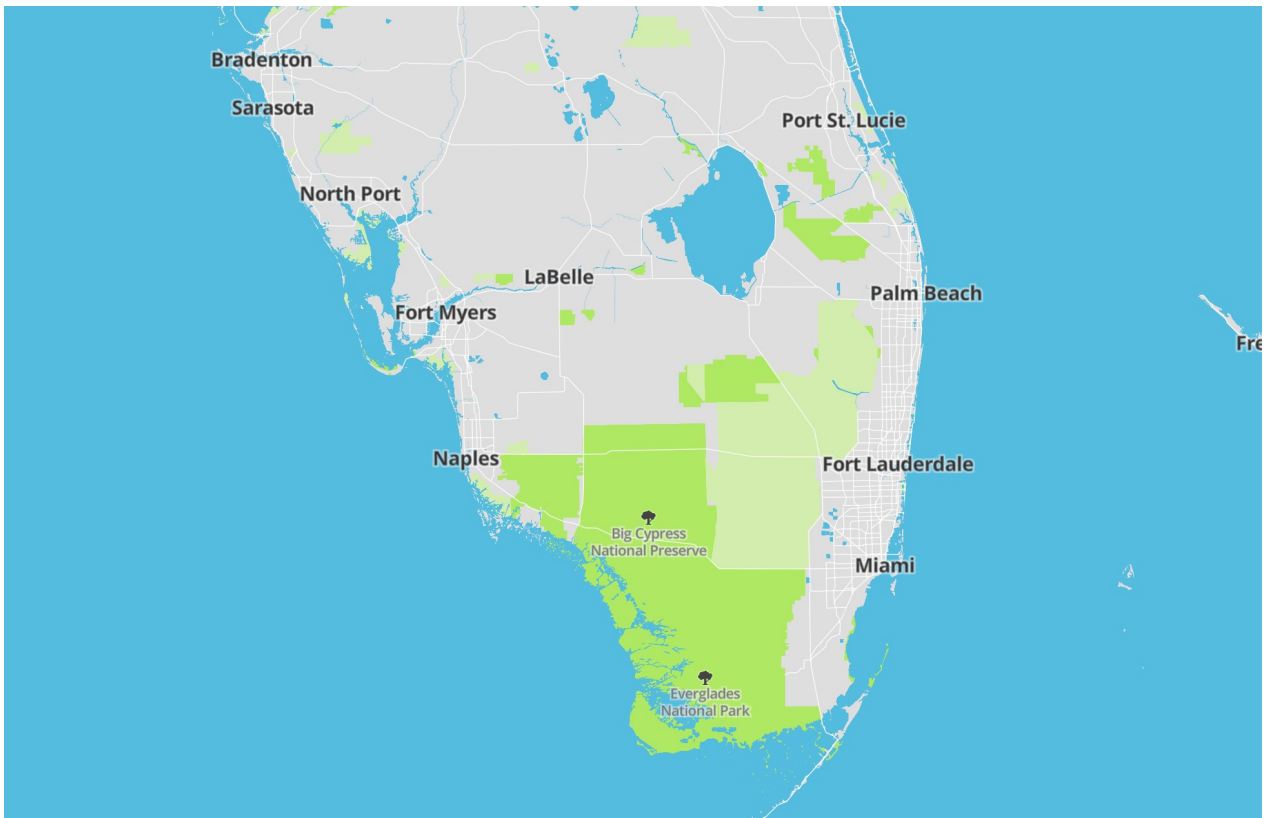 Bradenton
Sarasota
Port St. Lucie
North Port
LaBelle
Palm Beach
Fort Myers
Fre
Naples
Fort Lauderdale
Big Cypress
National Preserve
Miami
Everglades
National Park